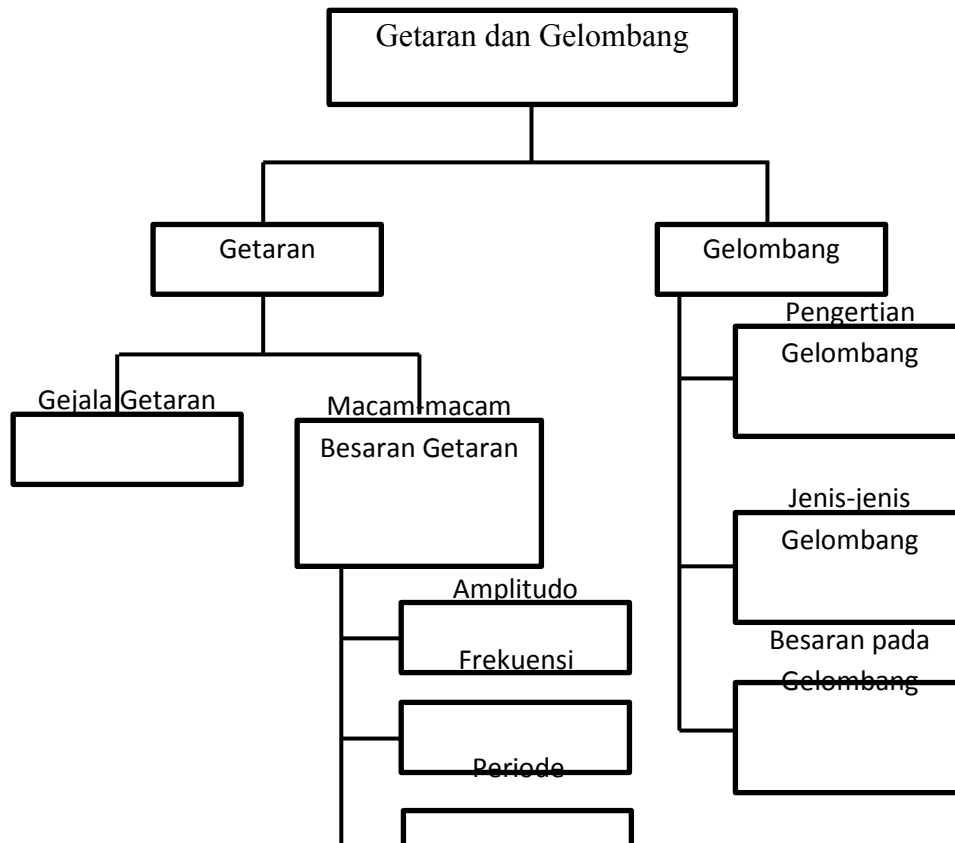 Getaran dan Gelombang
Getaran
Gelombang
Gejala Getaran
Macam-macam
Besaran Getaran
Amplitudo
Frekuensi
Periode
Pengertian
Gelombang
Jenis-jenis
Gelombang
Besaran pada
Gelombang